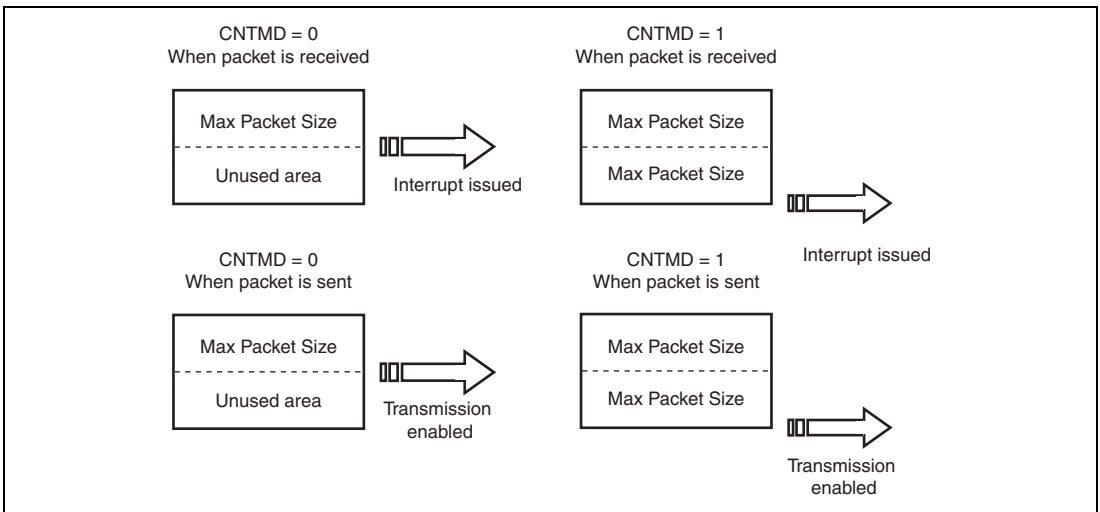 CNTMD = 0
When packet is received
Max Packet Size
Unused area
Interrupt issued
CNTMD = 1
When packet is received
Max Packet Size
Max Packet Size
Interrupt issued
CNTMD = 0
When packet is sent
Max Packet Size
Unused area
Transmission
enabled
CNTMD = 1
When packet is sent
Max Packet Size
Max Packet Size
Transmission
enabled